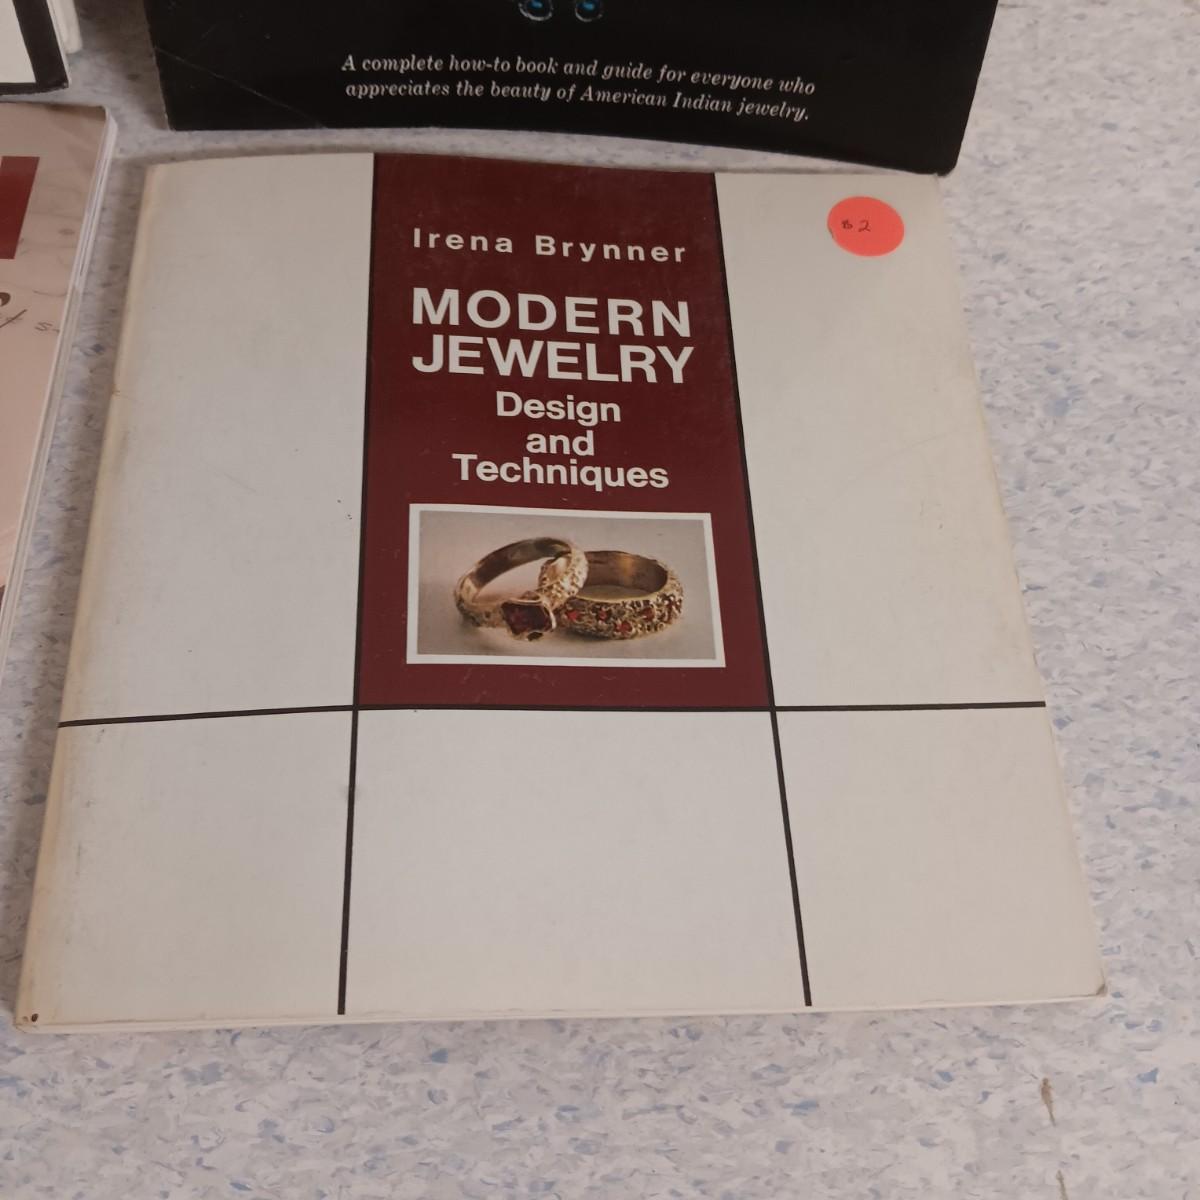 A complete how-to book and guide for everyone who
appreciates the beauty of American Indian jewelry.
Irena Brynner
MODERN
JEWELRY
Design
and
Techniques
$2